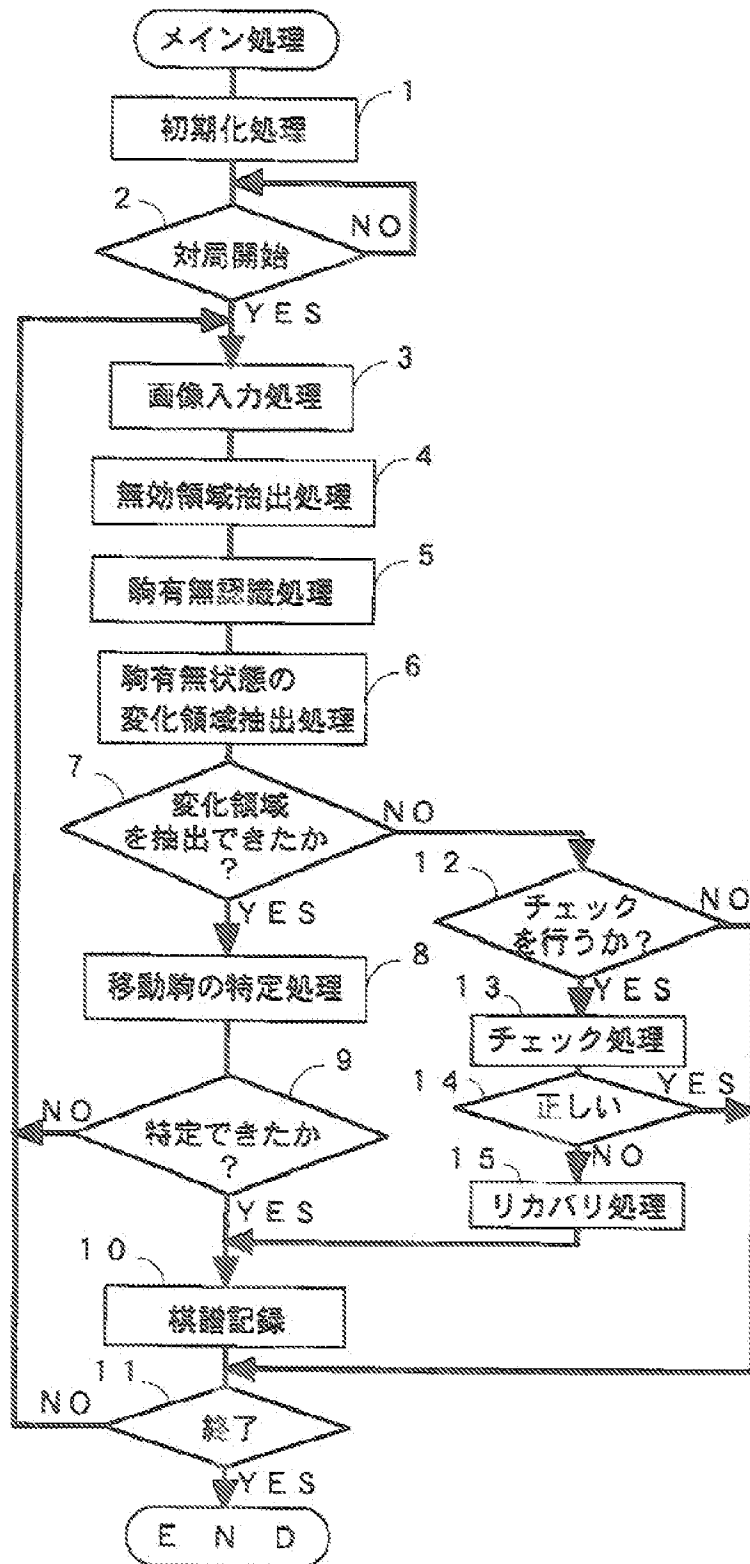 メイン処理
1
初期化処理
2
NO
対局開始
YES
3
画像入力処理
4
無効領域抽出処理
5
駒有無認識処理
6
駒有無状態の
変化領域抽出処理
7
変化領域
を抽出できたか
?
NO
YES
12
チェック
を行うか?
NO
YES
8
移動駒の特定処理
13
チェック処理
14
正しい
YES
NO
9
NO
特定できたか
?
YES
15
リカバリ処理
10
棋譜記録
11
NO
終了
YES
END